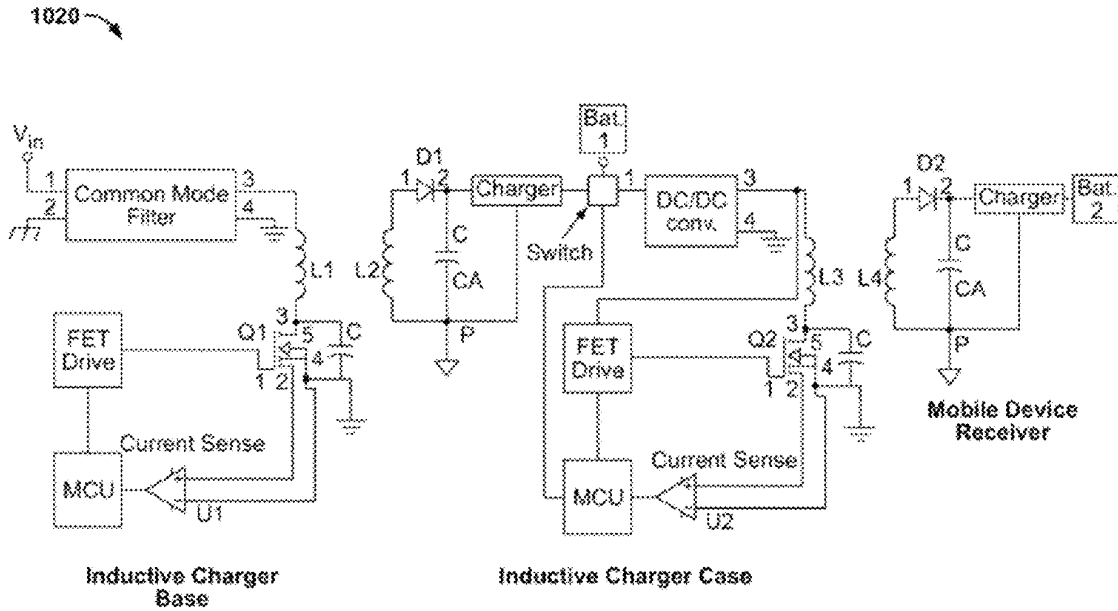 1020
Vin
1
2
Common Mode
Filter
3
4
L1
FET
Drive
Q1
3
5
4
1
2
C
Current Sense
MCU
U1
Inductive Charger
Base
L2
1
D1
2
C
CA
P
Charger
Bat.
1
Switch
1
DC/DC
conv.
3
4
L3
FET
Drive
Q2
3
5
4
1
2
C
Current Sense
MCU
U2
Inductive Charger Case
L4
1
D2
2
C
CA
P
Charger
Bat.
2
Mobile Device
Receiver